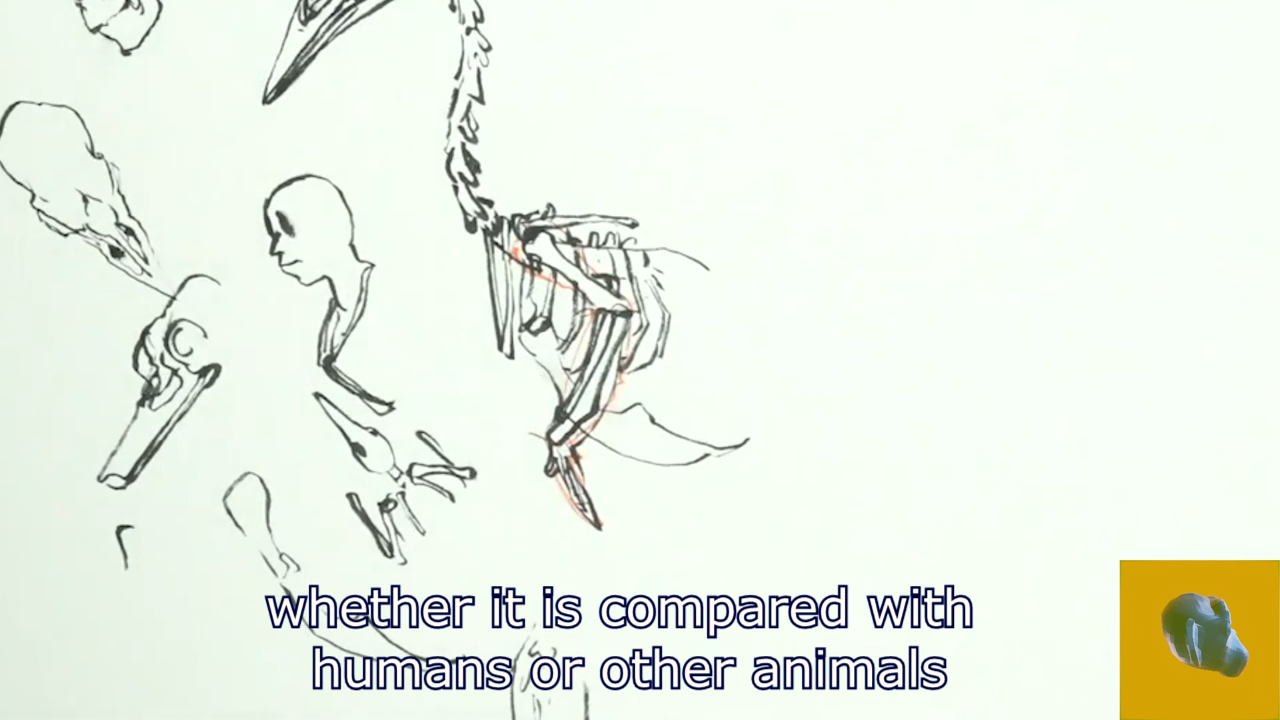 whether it is compared with
humans or other animals